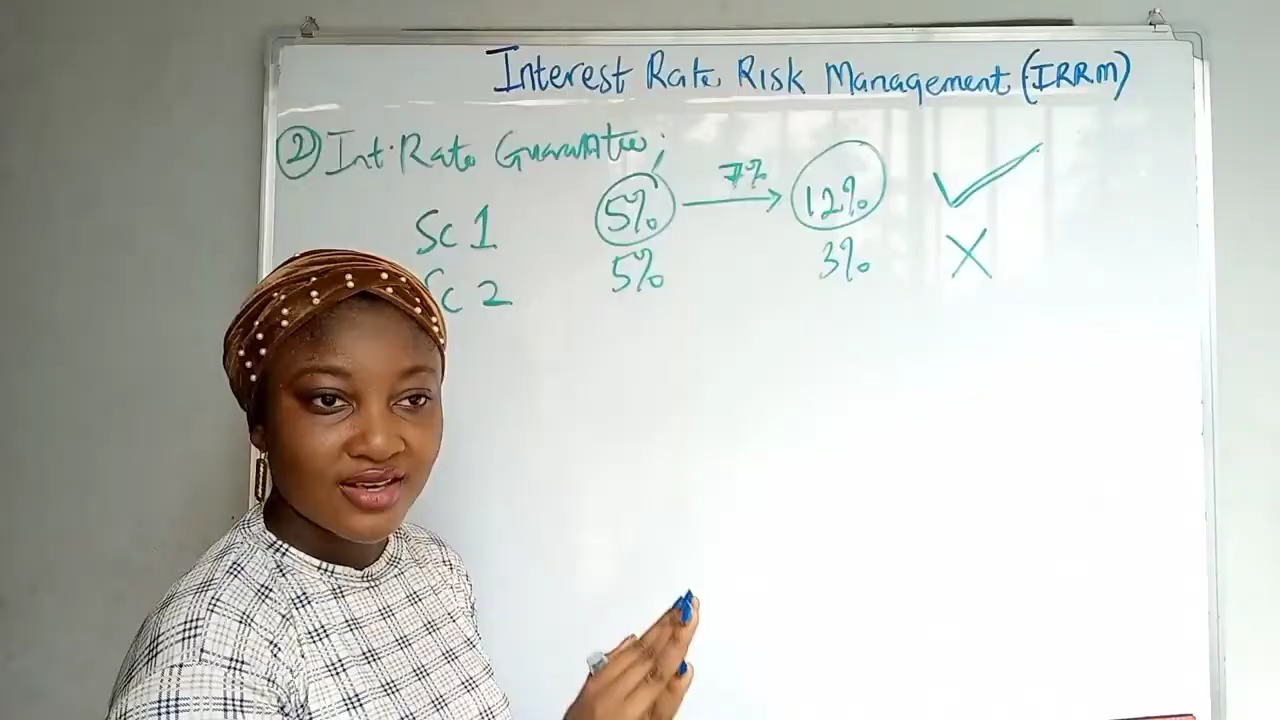 Interest Rate Risk Management (IRRM)
② Int. Rate Guarantee;
Sc 1 5% 7% 12% ✓
Sc 2 5% 3% X